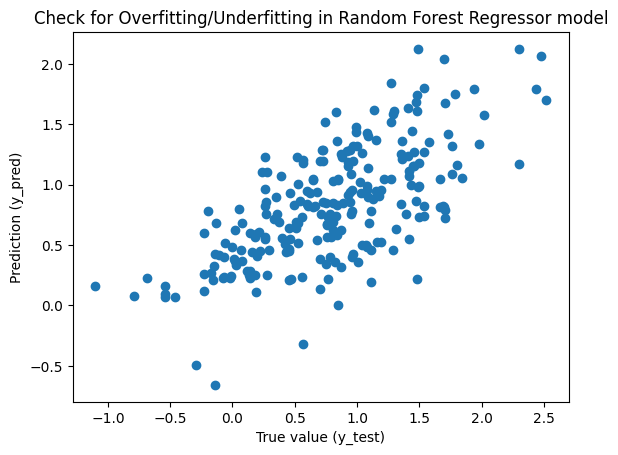 Check for Overfitting/Underfitting in Random Forest Regressor model
Prediction (y_pred)
2.0
1.5
1.0
0.5
0.0
−0.5
−1.0 −0.5 0.0 0.5 1.0 1.5 2.0 2.5
True value (y_test)